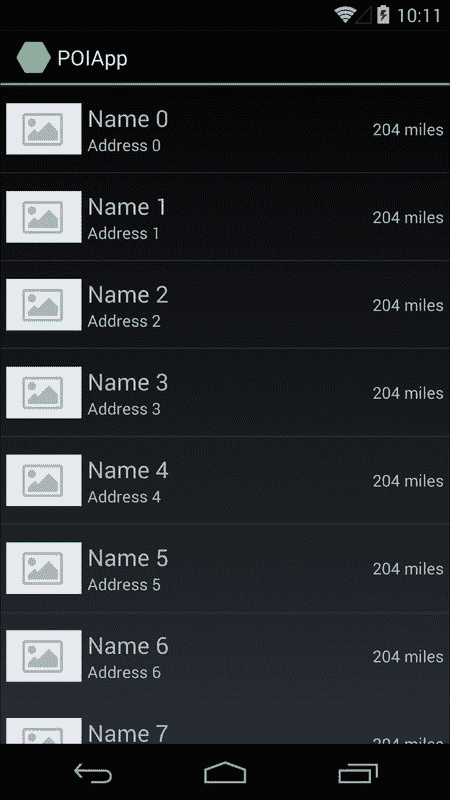 10:11
POIApp
Name 0
Address 0
204 miles
Name 1
Address 1
204 miles
Name 2
Address 2
204 miles
Name 3
Address 3
204 miles
Name 4
Address 4
204 miles
Name 5
Address 5
204 miles
Name 6
Address 6
204 miles
Name 7
204 miles